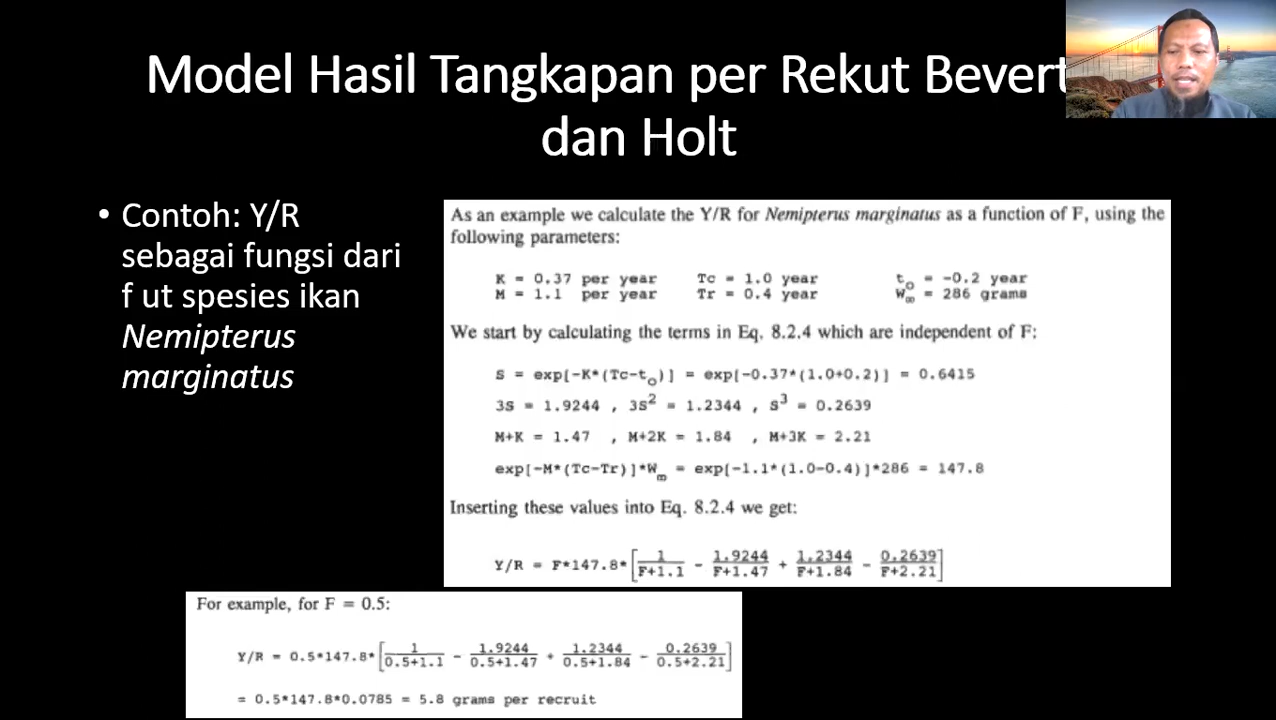 Model Hasil Tangkapan per Rekut Bevert
dan Holt
• Contoh: Y/R
sebagai fungsi dari
f ut spesies ikan
Nemipterus
marginatus
As an example we calculate the Y/R for Nemipterus marginatus as a function of F, using the
following parameters:
K = 0.37 per year Tc = 1.0 year t₀ = -0.2 year
M = 1.1 per year Tr = 0.4 year W∞ = 286 grams
We start by calculating the terms in Eq. 8.2.4 which are independent of F:
S = exp[-K*(Tc-t₀)] = exp[-0.37*(1.0+0.2)] = 0.6415
3S = 1.9244 , 3S² = 1.2344 , S³ = 0.2639
M+K = 1.47 , M+2K = 1.84 , M+3K = 2.21
exp[-M*(Tc-Tr)]*W∞ = exp[-1.1*(1.0-0.4)]*286 = 147.8
Inserting these values into Eq. 8.2.4 we get:
Y/R = F*147.8*[1/(F+1.1) - 1.9244/(F+1.47) + 1.2344/(F+1.84) - 0.2639/(F+2.21)]
For example, for F = 0.5:
Y/R = 0.5*147.8*[1/(0.5+1.1) - 1.9244/(0.5+1.47) + 1.2344/(0.5+1.84) - 0.2639/(0.5+2.21)]
= 0.5*147.8*0.0785 = 5.8 grams per recruit